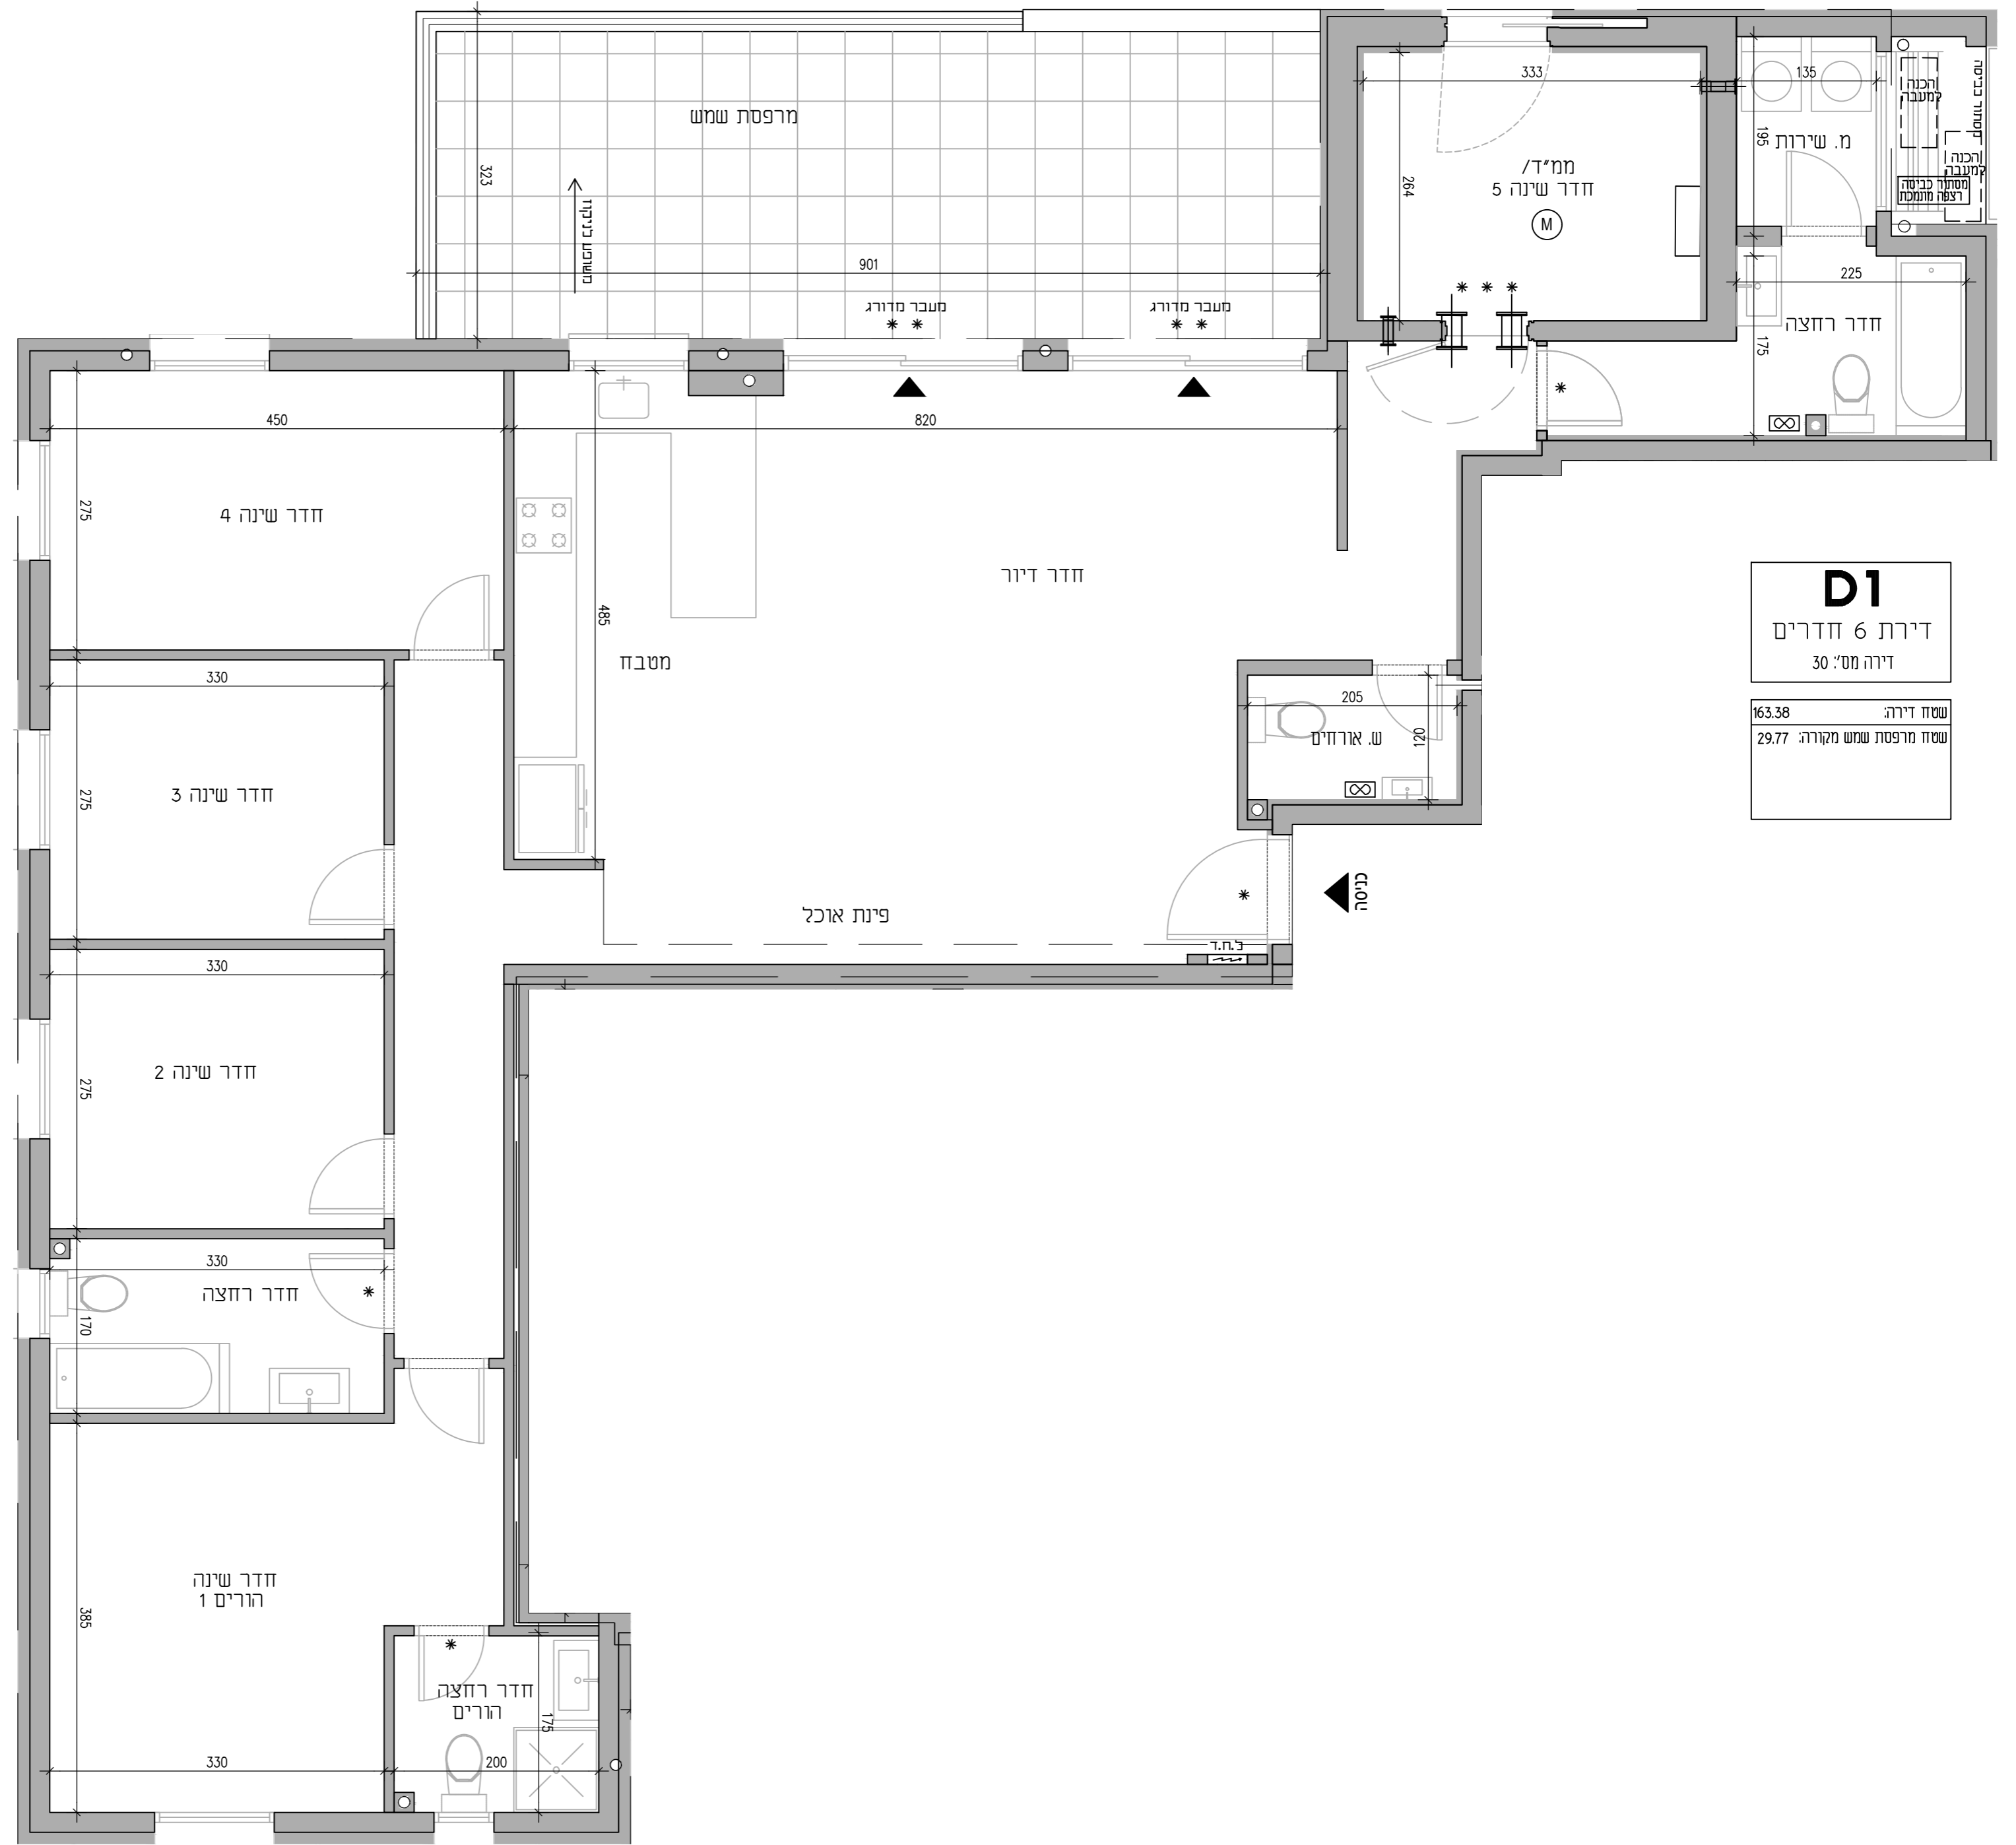 מרפסת שמש
323
משופע לניקוז
901
מעבר מדורג
* *
מעבר מדורג
* *
333
264
ממ״ד/
חדר שינה 5
M
* * *
135
195
מ. שירות
הכנה
למעבה
הכנה
למעבה
מסתור כביסה
מסתור כביסה
רצפה מונמכת
225
חדר רחצה
175
*
450
275
חדר שינה 4
820
485
מטבח
חדר דיור
D1
דירת 6 חדרים
דירה מס': 30
שטח דירה: 163.38
שטח מרפסת שמש מקורה: 29.77
205
120
ש. אורחים
330
275
חדר שינה 3
כניסה
*
פינת אוכל
ל.ח.ד
330
275
חדר שינה 2
330
חדר רחצה
*
170
חדר שינה
הורים 1
385
330
*
חדר רחצה
הורים
175
200